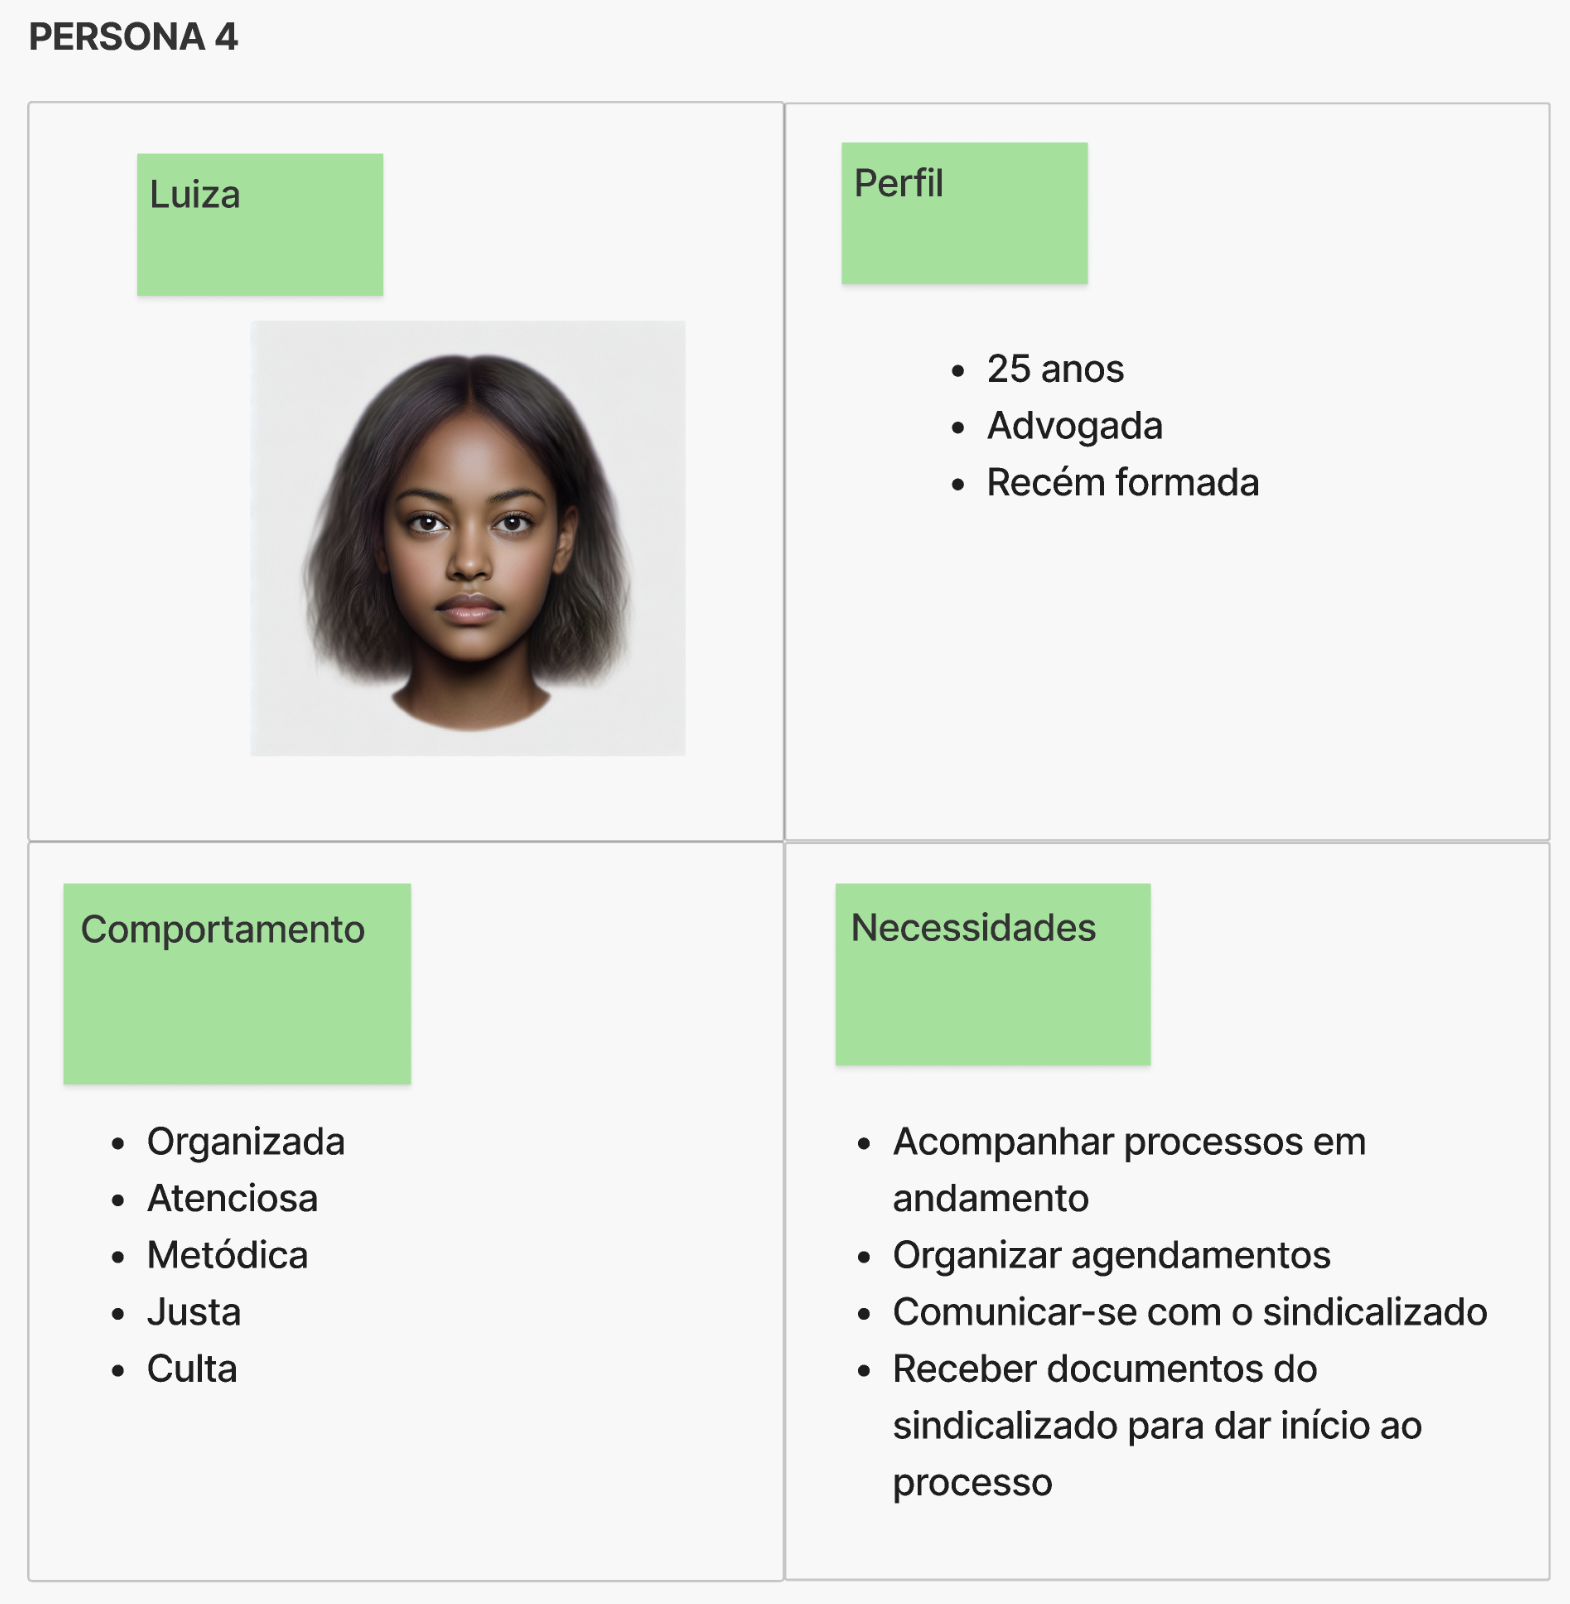 PERSONA 4
Luiza
Perfil
• 25 anos
• Advogada
• Recém formada
Comportamento
• Organizada
• Atenciosa
• Metódica
• Justa
• Culta
Necessidades
• Acompanhar processos em
andamento
• Organizar agendamentos
• Comunicar-se com o sindicalizado
• Receber documentos do
sindicalizado para dar início ao
processo